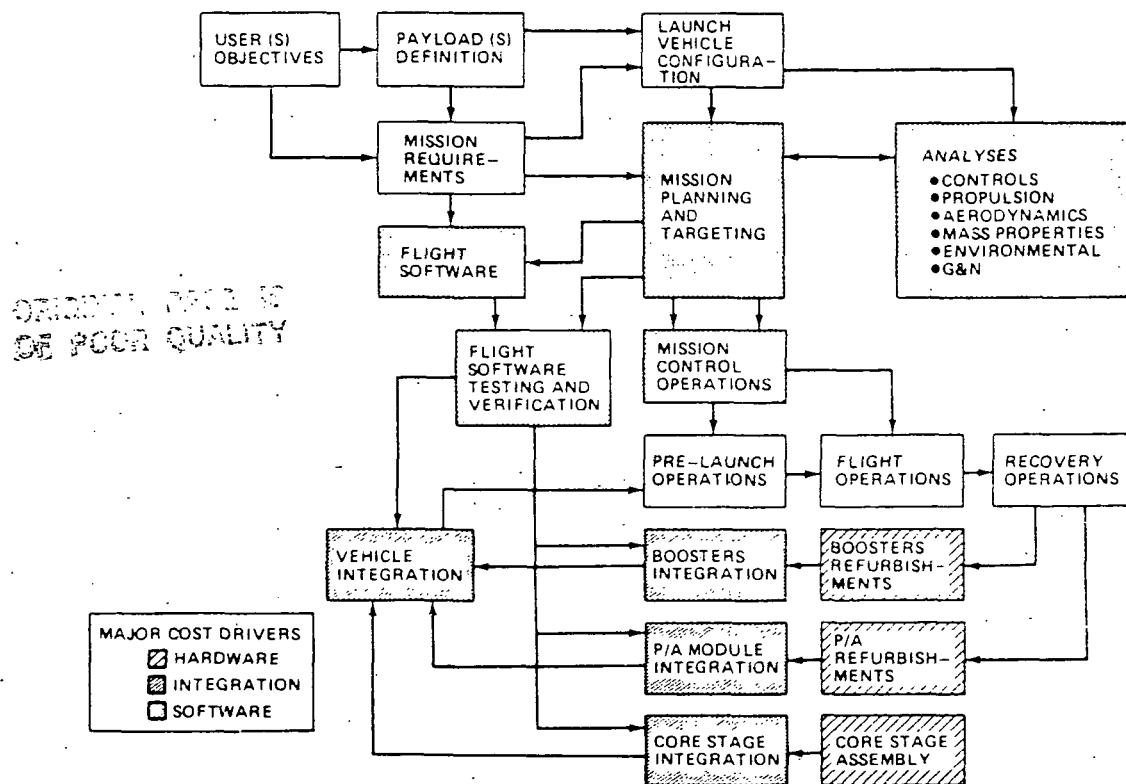 USER (S)
OBJECTIVES
PAYLOAD (S)
DEFINITION
LAUNCH
VEHICLE
CONFIGURA-
TION
MISSION
REQUIRE-
MENTS
MISSION
PLANNING
AND
TARGETING
ANALYSES
●CONTROLS
●PROPULSION
●AERODYNAMICS
●MASS PROPERTIES
●ENVIRONMENTAL
●G&N
FLIGHT
SOFTWARE
OF POOR QUALITY
FLIGHT
SOFTWARE
TESTING AND
VERIFICATION
MISSION
CONTROL
OPERATIONS
PRE-LAUNCH
OPERATIONS
FLIGHT
OPERATIONS
RECOVERY
OPERATIONS
VEHICLE
INTEGRATION
BOOSTERS
INTEGRATION
BOOSTERS
REFURBISH-
MENTS
MAJOR COST DRIVERS
HARDWARE
INTEGRATION
SOFTWARE
P/A MODULE
INTEGRATION
P/A
REFURBISH-
MENTS
CORE STAGE
INTEGRATION
CORE STAGE
ASSEMBLY